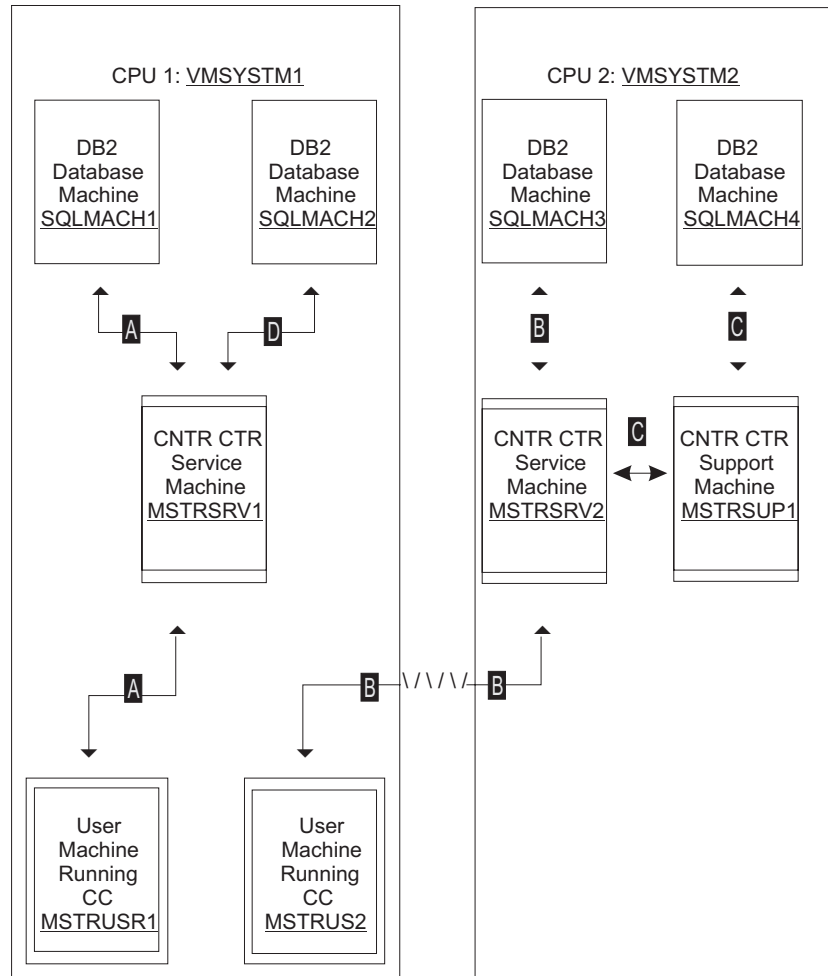 CPU 1: VMSYSTM1
DB2
Database
Machine
SQLMACH1
DB2
Database
Machine
SQLMACH2
A
D
CNTR CTR
Service
Machine
MSTRSRV1
A
User
Machine
Running
CC
MSTRUSR1
User
Machine
Running
CC
MSTRUS2
B
\/\/\/
B
CPU 2: VMSYSTM2
DB2
Database
Machine
SQLMACH3
DB2
Database
Machine
SQLMACH4
B
C
CNTR CTR
Service
Machine
MSTRSRV2
C
CNTR CTR
Support
Machine
MSTRSUP1